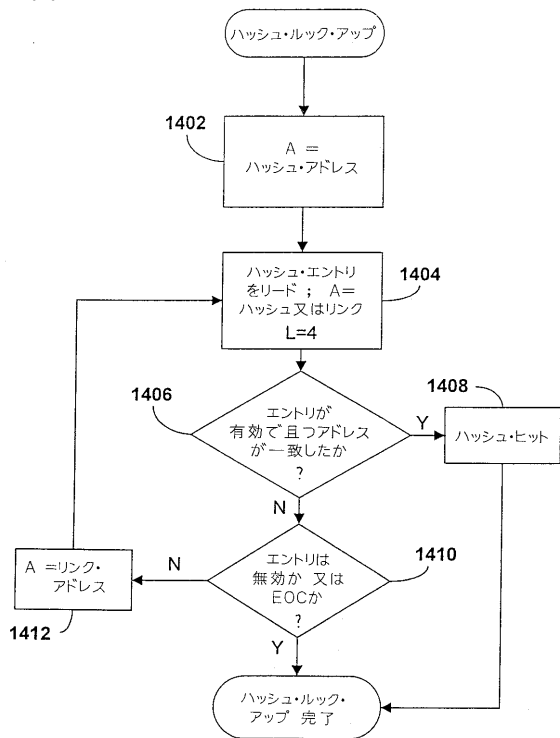 ハッシュ・ルック・アップ
1402
A =
ハッシュ・アドレス
ハッシュ・エントリ
をリード ; A=
ハッシュ又はリンク
L=4
1404
1406
エントリが
有効で且つアドレス
が一致したか
?
Y
1408
ハッシュ・ヒット
N
エントリは
無効か 又は
EOCか
?
1410
N
A =リンク・
アドレス
1412
Y
ハッシュ・ルック・
アップ 完了